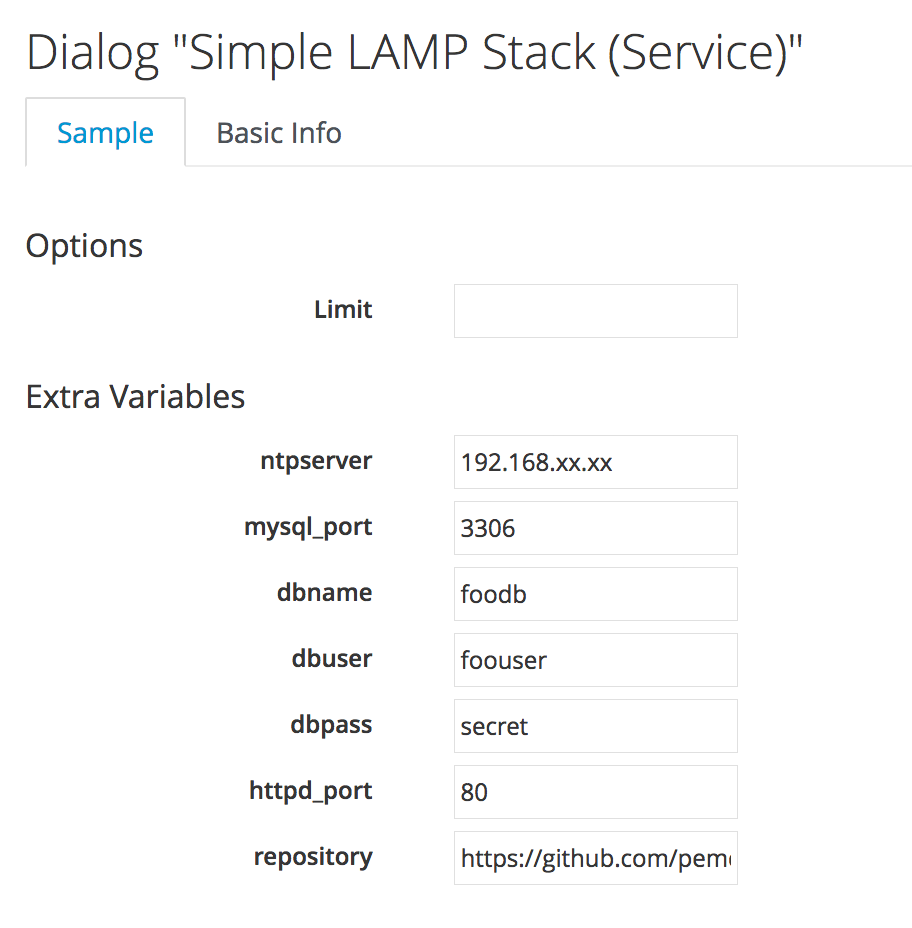 Dialog "Simple LAMP Stack (Service)"
Sample Basic Info
Options
Limit
Extra Variables
ntpserver 192.168.xx.xx
mysql_port 3306
dbname foodb
dbuser foouser
dbpass secret
httpd_port 80
repository https://github.com/pem